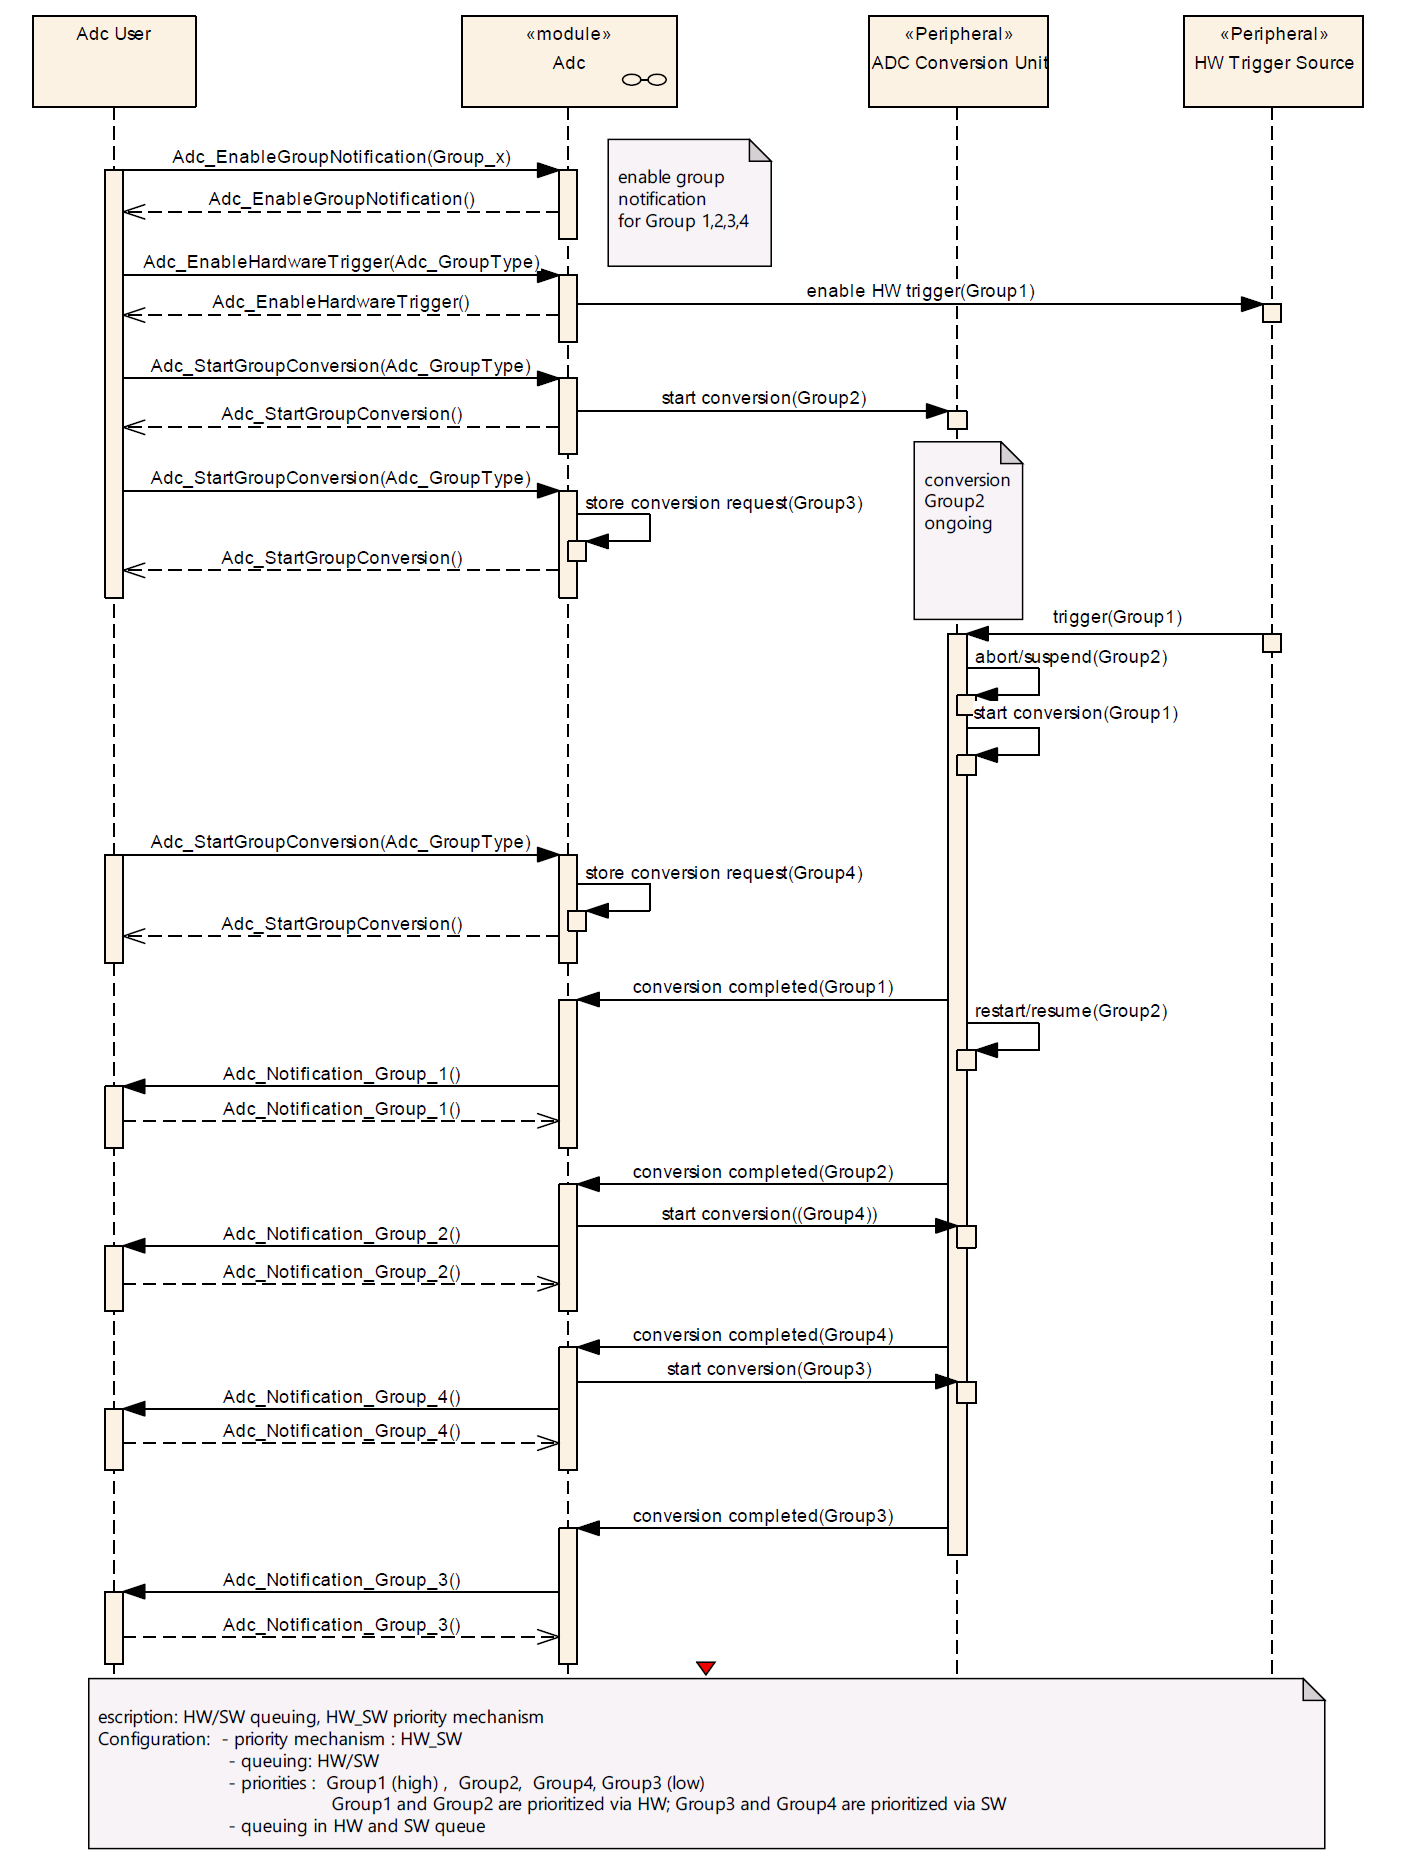 Adc User
«module»
Adc
«Peripheral»
ADC Conversion Unit
«Peripheral»
HW Trigger Source
Adc_EnableGroupNotification(Group_x)
enable group
notification
for Group 1,2,3,4
Adc_EnableGroupNotification()
Adc_EnableHardwareTrigger(Adc_GroupType)
enable HW trigger(Group1)
Adc_EnableHardwareTrigger()
Adc_StartGroupConversion(Adc_GroupType)
start conversion(Group2)
Adc_StartGroupConversion()
conversion
Group2
ongoing
Adc_StartGroupConversion(Adc_GroupType)
store conversion request(Group3)
Adc_StartGroupConversion()
trigger(Group1)
abort/suspend(Group2)
start conversion(Group1)
Adc_StartGroupConversion(Adc_GroupType)
store conversion request(Group4)
Adc_StartGroupConversion()
conversion completed(Group1)
restart/resume(Group2)
Adc_Notification_Group_1()
Adc_Notification_Group_1()
conversion completed(Group2)
start conversion((Group4))
Adc_Notification_Group_2()
Adc_Notification_Group_2()
conversion completed(Group4)
start conversion(Group3)
Adc_Notification_Group_4()
Adc_Notification_Group_4()
conversion completed(Group3)
Adc_Notification_Group_3()
Adc_Notification_Group_3()
escription: HW/SW queuing, HW_SW priority mechanism
Configuration:  - priority mechanism : HW_SW
- queuing: HW/SW
- priorities :  Group1 (high) ,  Group2,  Group4, Group3 (low)
Group1 and Group2 are prioritized via HW; Group3 and Group4 are prioritized via SW
- queuing in HW and SW queue